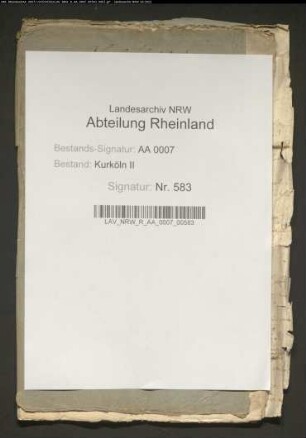 Landesarchiv NRW
Abteilung Rheinland
Bestands-Signatur: AA 0007
Bestand: Kurköln II
Signatur: Nr. 583
LAV_NRW_R_AA_0007_00583